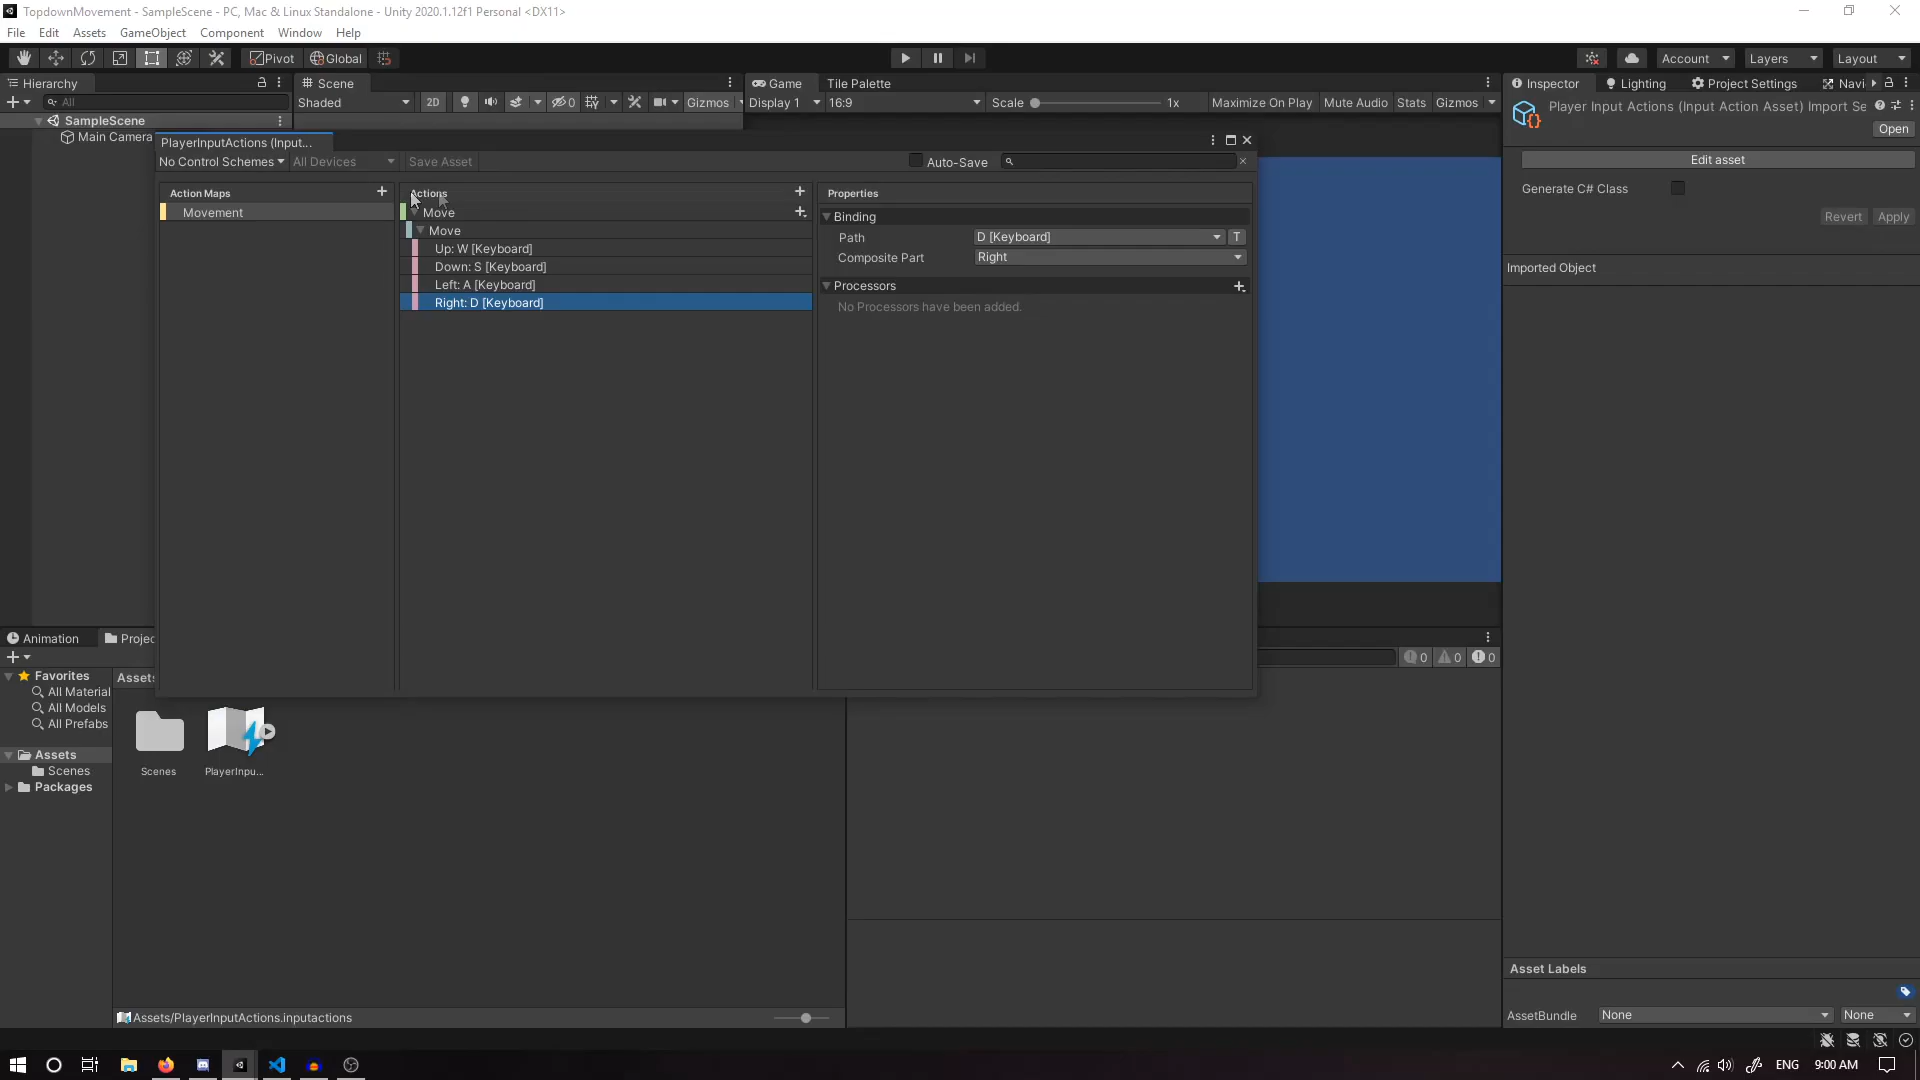 TopdownMovement - SampleScene - PC, Mac & Linux Standalone - Unity 2020.1.12f1 Personal <DX11>
File Edit Assets GameObject Component Window Help
Pivot Global Account Layers Layout
Hierarchy Scene Game Tile Palette Inspector Lighting Project Settings Navi
All Shaded 2D 0 Gizmos Display 1 16:9 Scale 1x Maximize On Play Mute Audio Stats Gizmos
Player Input Actions (Input Action Asset) Import Se
Open
SampleScene
Main Camera
PlayerInputActions (Input...
No Control Schemes All Devices Save Asset Auto-Save
Edit asset
Generate C# Class
Revert Apply
Imported Object
Action Maps Actions Properties
Movement
Move
Move
Up: W [Keyboard]
Down: S [Keyboard]
Left: A [Keyboard]
Right: D [Keyboard]
Binding
Path D [Keyboard] T
Composite Part Right
Processors
No Processors have been added.
Animation Projec
0 0 0
Favorites
All Material
All Models
All Prefabs
Assets
Scenes
Packages
Assets
Scenes PlayerInpu...
Assets/PlayerInputActions.inputactions
Asset Labels
AssetBundle None None
ENG 9:00 AM